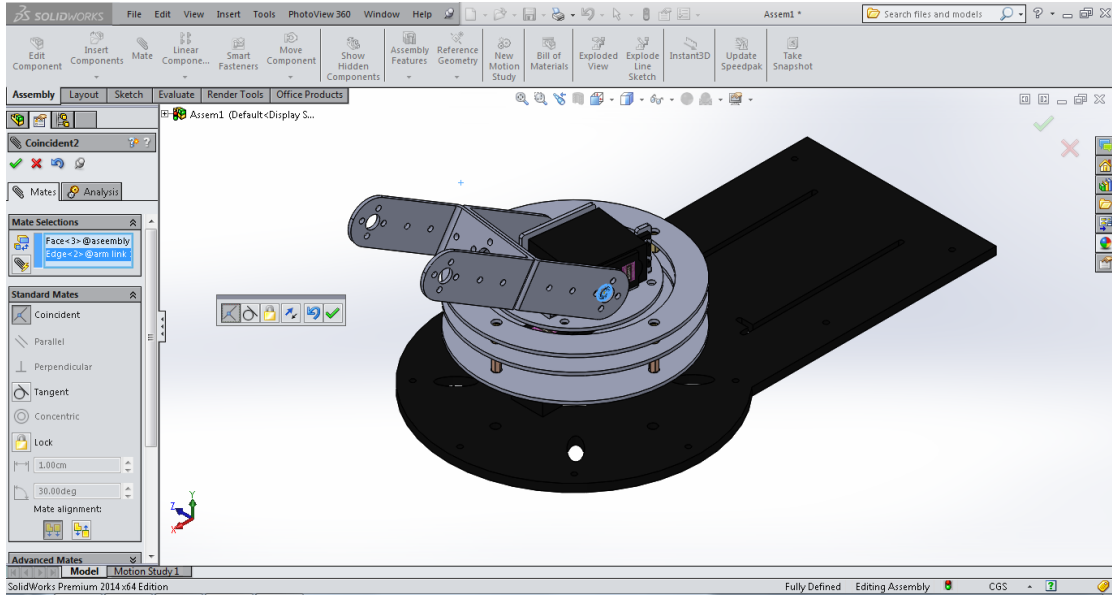 SOLIDWORKS File Edit View Insert Tools PhotoView 360 Window Help Assem1 * Search files and models ?
Edit Component
Insert Components
Mate
Linear Compone...
Smart Fasteners
Move Component
Show Hidden Components
Assembly Features
Reference Geometry
New Motion Study
Bill of Materials
Exploded View
Explode Line Sketch
Instant3D
Update Speedpak
Take Snapshot
Assembly Layout Sketch Evaluate Render Tools Office Products
Assem1 (Default<Display S...
Coincident2 ?
Mates Analysis
Mate Selections
Face<3>@aseembly
Edge<2>@arm link
Standard Mates
Coincident
Parallel
Perpendicular
Tangent
Concentric
Lock
1.00cm
30.00deg
Mate alignment:
Advanced Mates
Y
Z
X
Model Motion Study 1
SolidWorks Premium 2014 x64 Edition Fully Defined Editing Assembly CGS ?